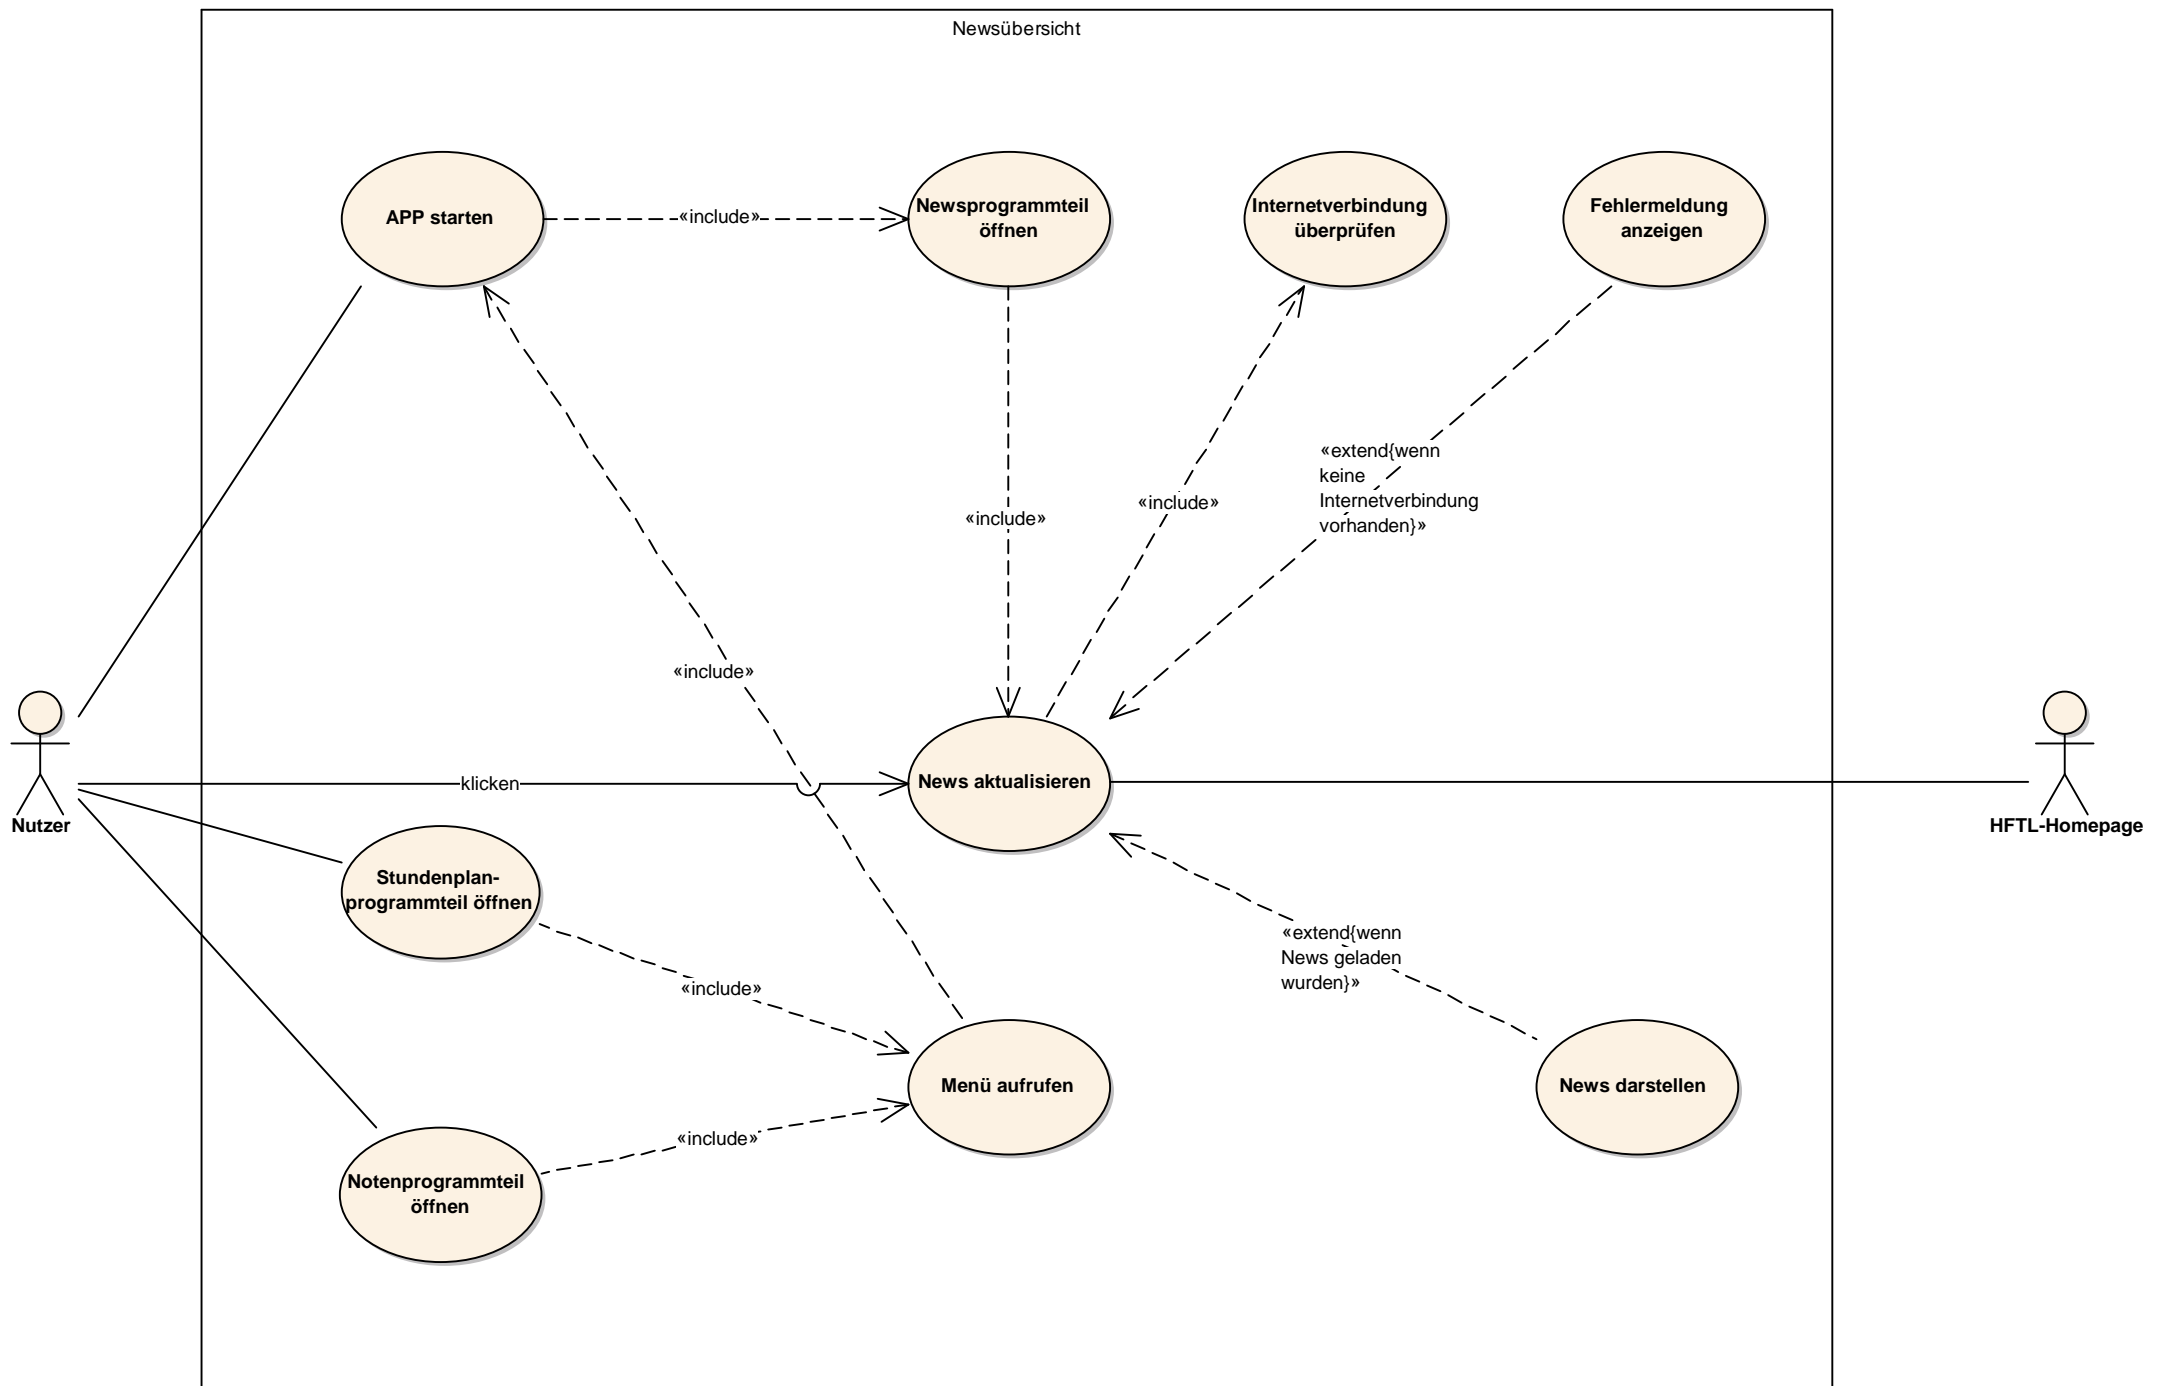 Newsübersicht
APP starten
«include»
Newsprogrammteil
öffnen
Internetverbindung
überprüfen
Fehlermeldung
anzeigen
«extend{wenn
keine
Internetverbindung
vorhanden}»
«include»
«include»
«include»
Nutzer
klicken
News aktualisieren
HFTL-Homepage
Stundenplan-
programmteil öffnen
«include»
«extend{wenn
News geladen
wurden}»
Menü aufrufen
News darstellen
«include»
Notenprogrammteil
öffnen